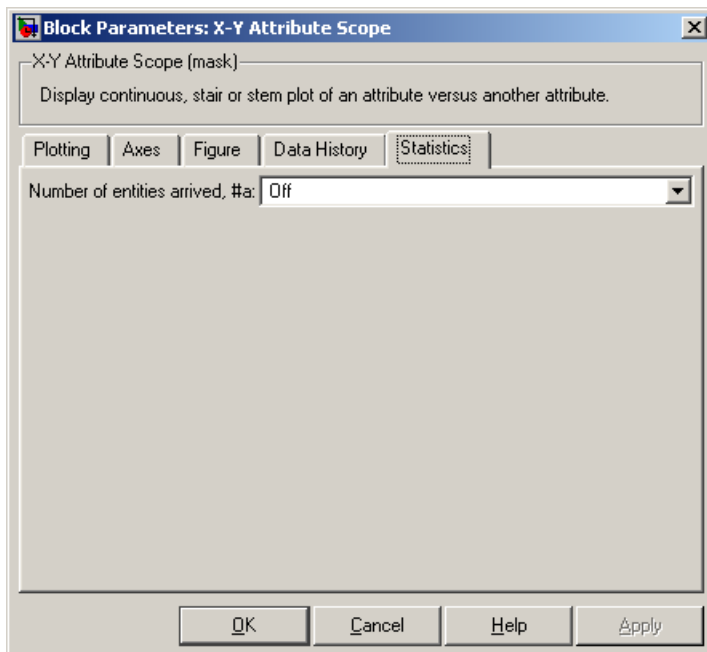 Block Parameters: X-Y Attribute Scope
X-Y Attribute Scope (mask)
Display continuous, stair or stem plot of an attribute versus another attribute.
Plotting Axes Figure Data History Statistics
Number of entities arrived, #a: Off
OK Cancel Help Apply